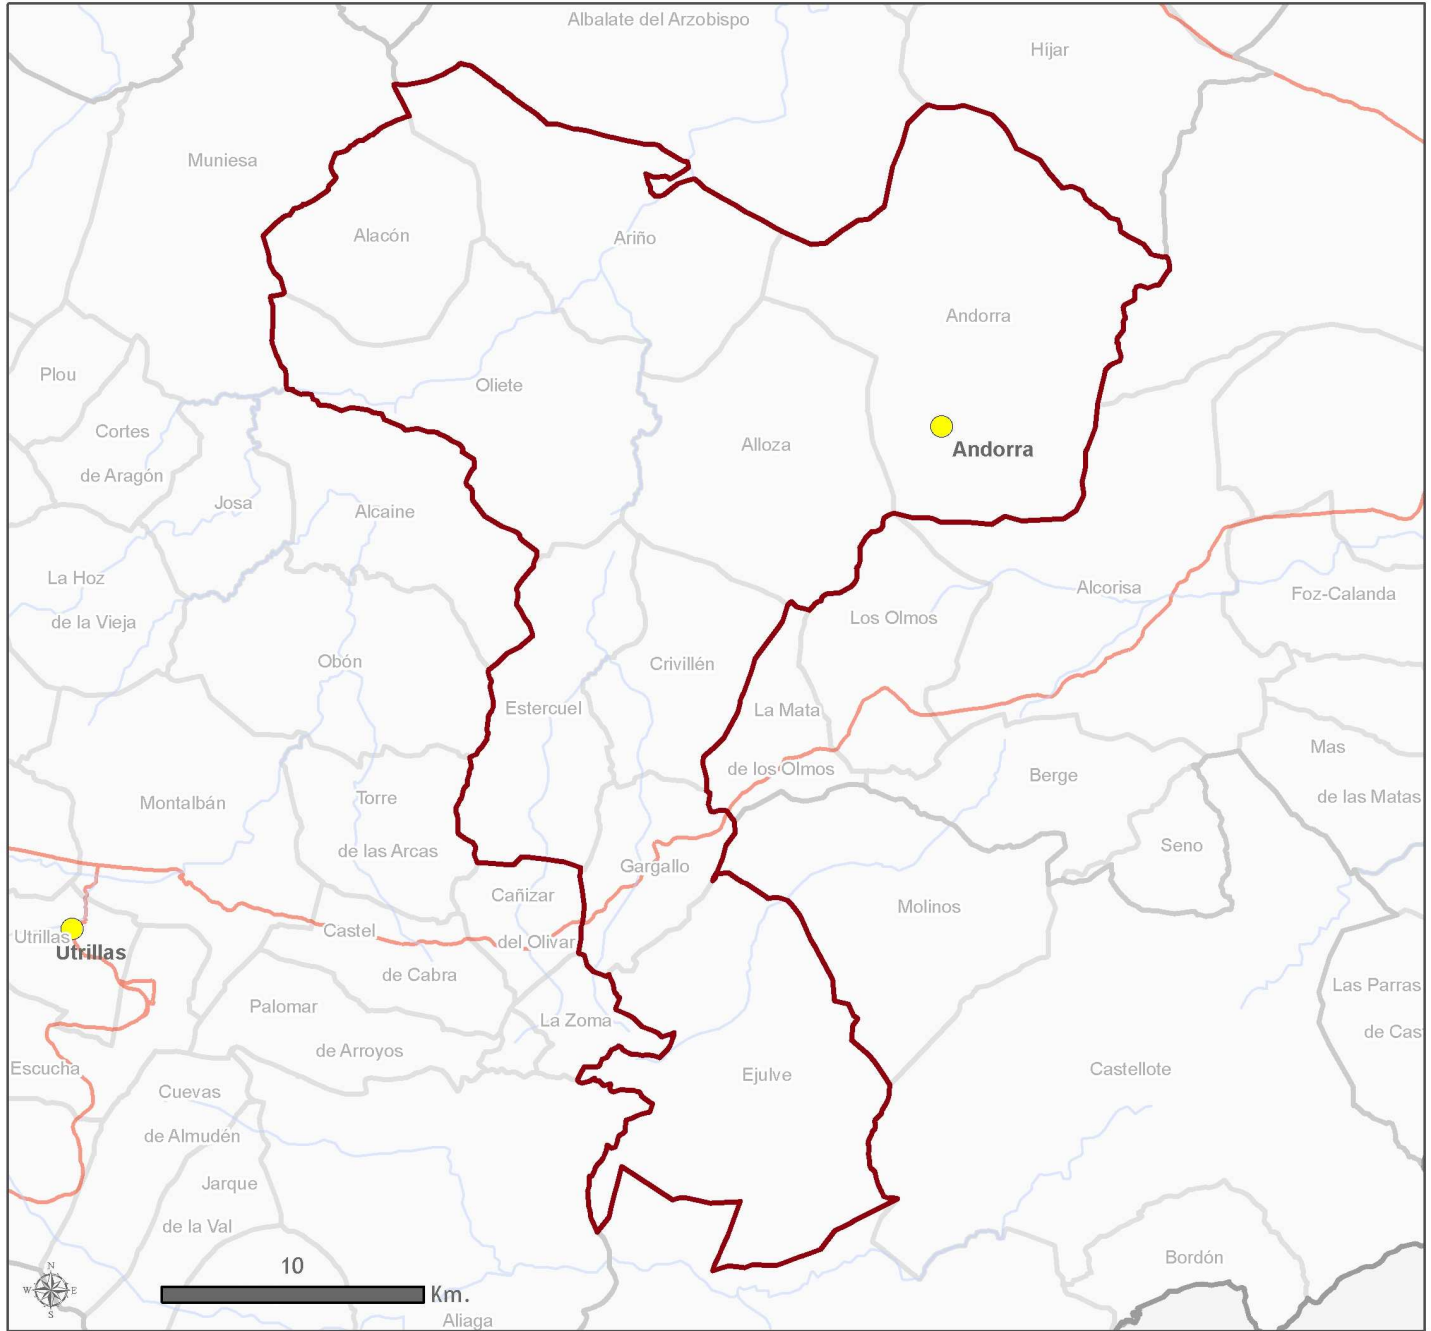 Albalate del Arzobispo
Híjar
Muniesa
Alacón
Ariño
Andorra
Plou
Oliete
Cortes
de Aragón
Alloza
Andorra
Josa
Alcaine
La Hoz
de la Vieja
Alcorisa
Foz-Calanda
Los Olmos
Obón
Crivillén
Estercuel
La Mata
de los Olmos
Mas
de las Matas
Berge
Montalbán
Torre
de las Arcas
Seno
Gargallo
Cañizar
del Olivar
Molinos
Utrillas
Utrillas
Castel
de Cabra
Las Parras
de Cas
Palomar
de Arroyos
La Zoma
Escucha
Ejulve
Castellote
Cuevas
de Almudén
Jarque
de la Val
Bordón
10
Km.
N
W
E
S
Aliaga